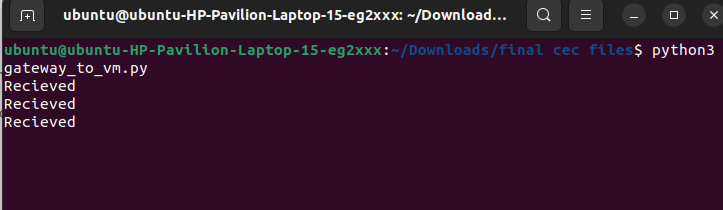 ubuntu@ubuntu-HP-Pavilion-Laptop-15-eg2xxx: ~/Download...
ubuntu@ubuntu-HP-Pavilion-Laptop-15-eg2xxx:~/Downloads/final cec files$ python3
gateway_to_vm.py
Recieved
Recieved
Recieved